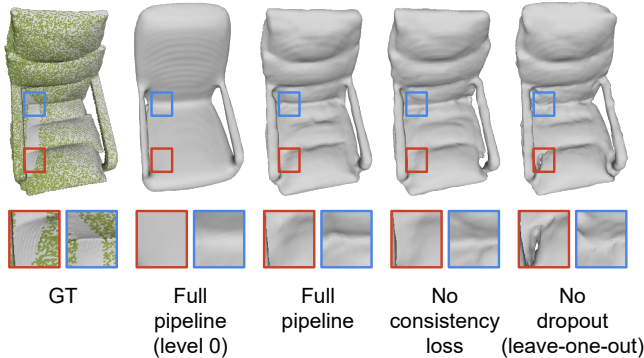 GT
Full
pipeline
(level 0)
Full
pipeline
No
consistency
loss
No
dropout
(leave-one-out)